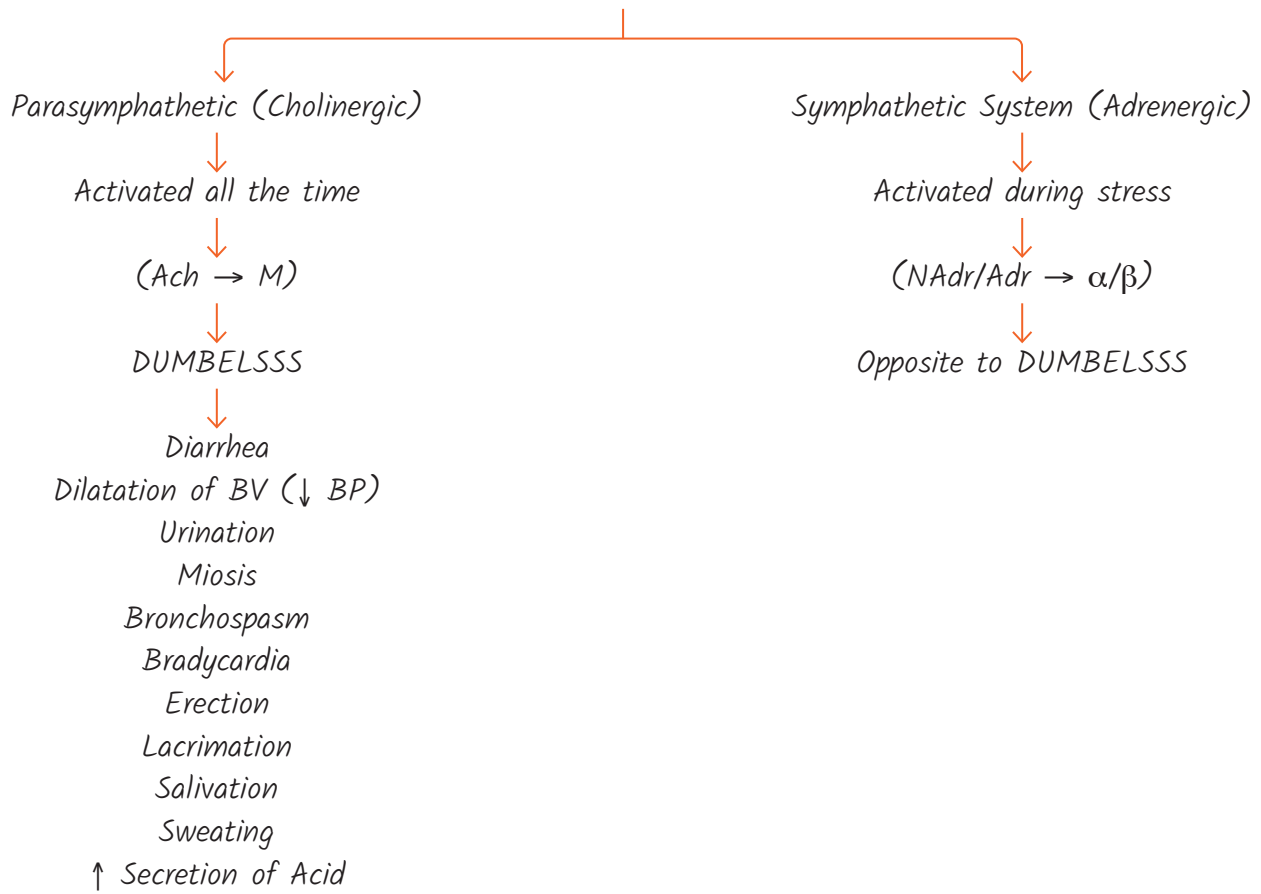 Parasymphathetic (Cholinergic)
Activated all the time
(Ach → M)
DUMBELSSS
Diarrhea
Dilatation of BV (↓ BP)
Urination
Miosis
Bronchospasm
Bradycardia
Erection
Lacrimation
Salivation
Sweating
↑ Secretion of Acid
Symphathetic System (Adrenergic)
Activated during stress
(NAdr/Adr → α/β)
Opposite to DUMBELSSS